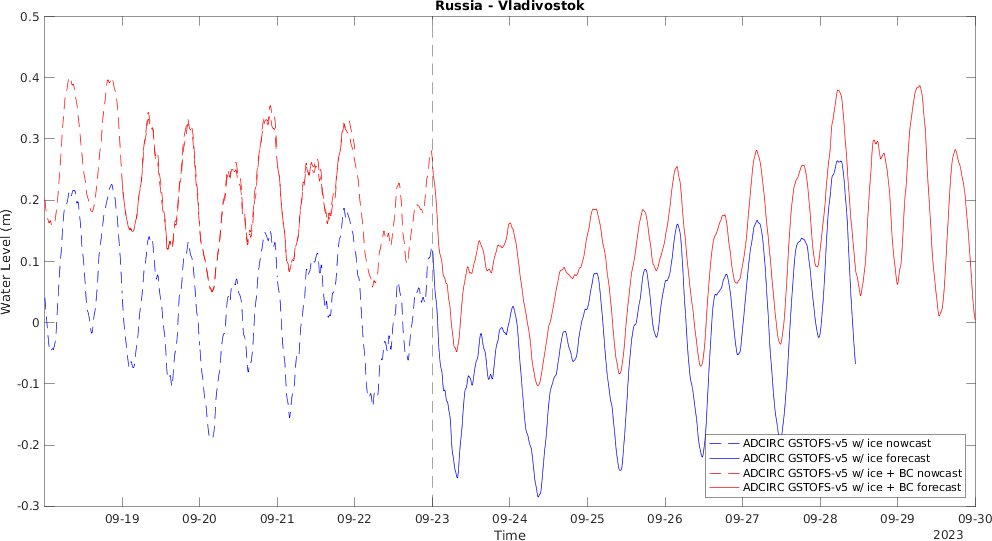 Russia - Vladivostok
0.5
0.4
0.3
0.2
0.1
0
-0.1
-0.2
-0.3
Water Level (m)
ADCIRC GSTOFS-v5 w/ ice nowcast
ADCIRC GSTOFS-v5 w/ ice forecast
ADCIRC GSTOFS-v5 w/ ice + BC nowcast
ADCIRC GSTOFS-v5 w/ ice + BC forecast
09-19 09-20 09-21 09-22 09-23 09-24 09-25 09-26 09-27 09-28 09-29 09-30
Time
2023